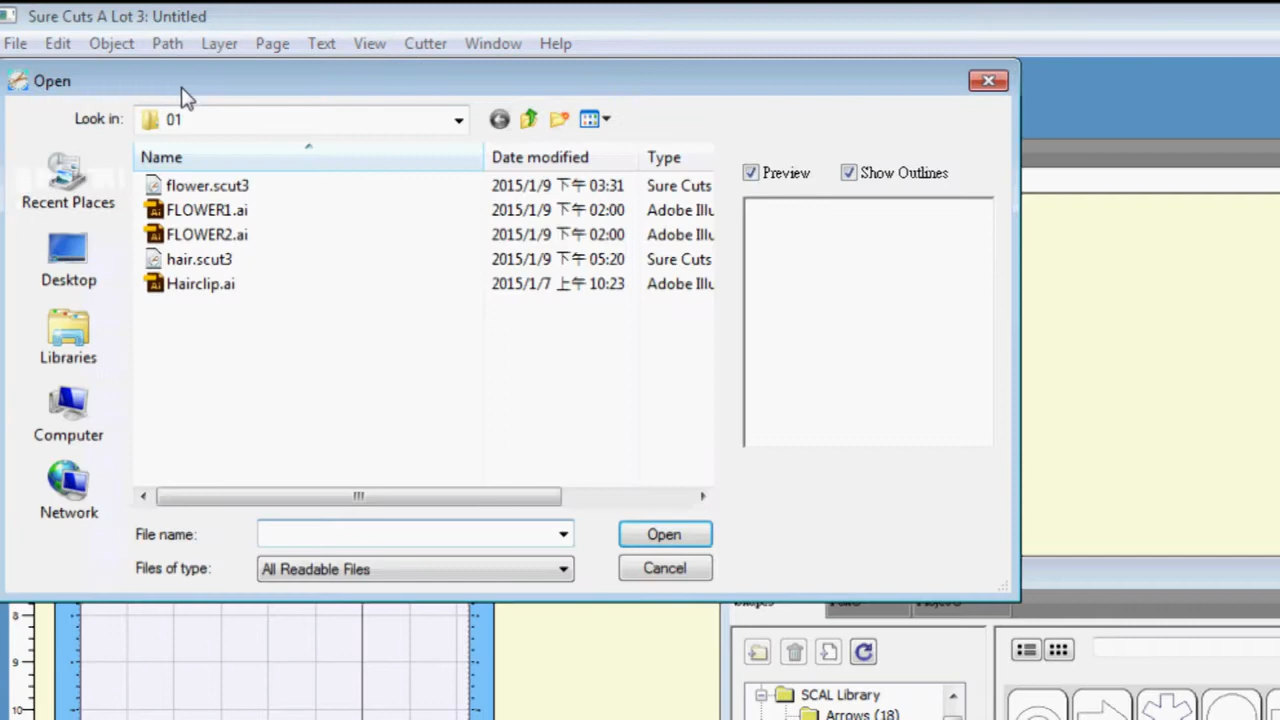 Sure Cuts A Lot 3: Untitled
File Edit Object Path Layer Page Text View Cutter Window Help
Open
Look in: 01
Name Date modified Type
Preview Show Outlines
flower.scut3 2015/1/9 下午 03:31 Sure Cuts
FLOWER1.ai 2015/1/9 下午 02:00 Adobe Illu
FLOWER2.ai 2015/1/9 下午 02:00 Adobe Illu
hair.scut3 2015/1/9 下午 05:20 Sure Cuts
Hairclip.ai 2015/1/7 上午 10:23 Adobe Illu
Recent Places
Desktop
Libraries
Computer
Network
File name: Open
Files of type: All Readable Files Cancel
8
9
10
SCAL Library
Arrows (18)